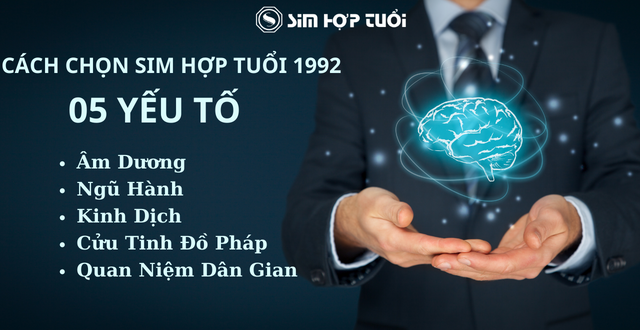 SIM HỢP TUỔI
CÁCH CHỌN SIM HỢP TUỔI 1992
05 YẾU TỐ
• Âm Dương
• Ngũ Hành
• Kinh Dịch
• Cửu Tinh Đồ Pháp
• Quan Niệm Dân Gian